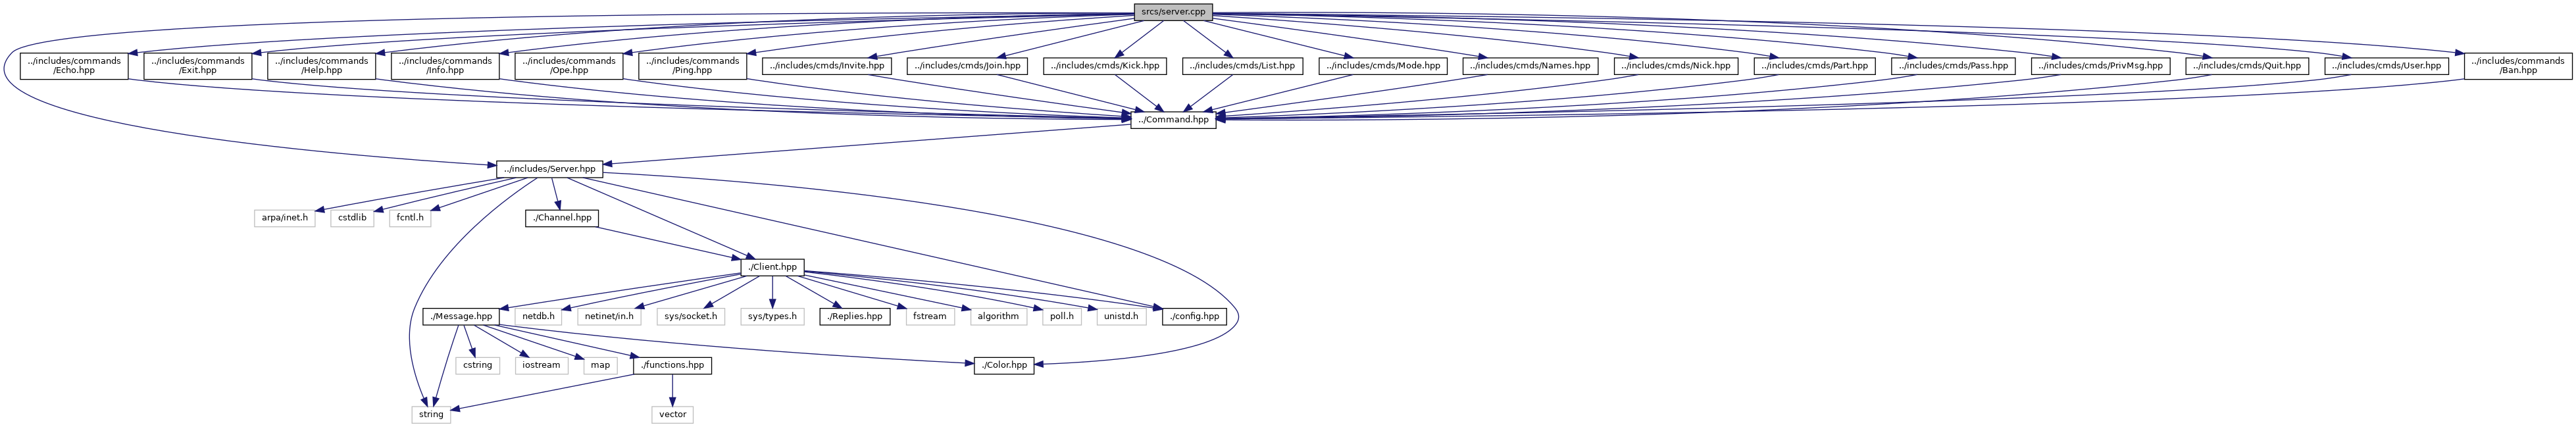 srcs/server.cpp
../includes/commands
/Echo.hpp
../includes/commands
/Exit.hpp
../includes/commands
/Help.hpp
../includes/commands
/Info.hpp
../includes/commands
/Ope.hpp
../includes/commands
/Ping.hpp
../includes/cmds/Invite.hpp
../includes/cmds/Join.hpp
../includes/cmds/Kick.hpp
../includes/cmds/List.hpp
../includes/cmds/Mode.hpp
../includes/cmds/Names.hpp
../includes/cmds/Nick.hpp
../includes/cmds/Part.hpp
../includes/cmds/Pass.hpp
../includes/cmds/PrivMsg.hpp
../includes/cmds/Quit.hpp
../includes/cmds/User.hpp
../includes/commands
/Ban.hpp
../Command.hpp
../includes/Server.hpp
arpa/inet.h
cstdlib
fcntl.h
./Channel.hpp
./Client.hpp
./Message.hpp
netdb.h
netinet/in.h
sys/socket.h
sys/types.h
./Replies.hpp
fstream
algorithm
poll.h
unistd.h
./config.hpp
cstring
iostream
map
./functions.hpp
./Color.hpp
string
vector